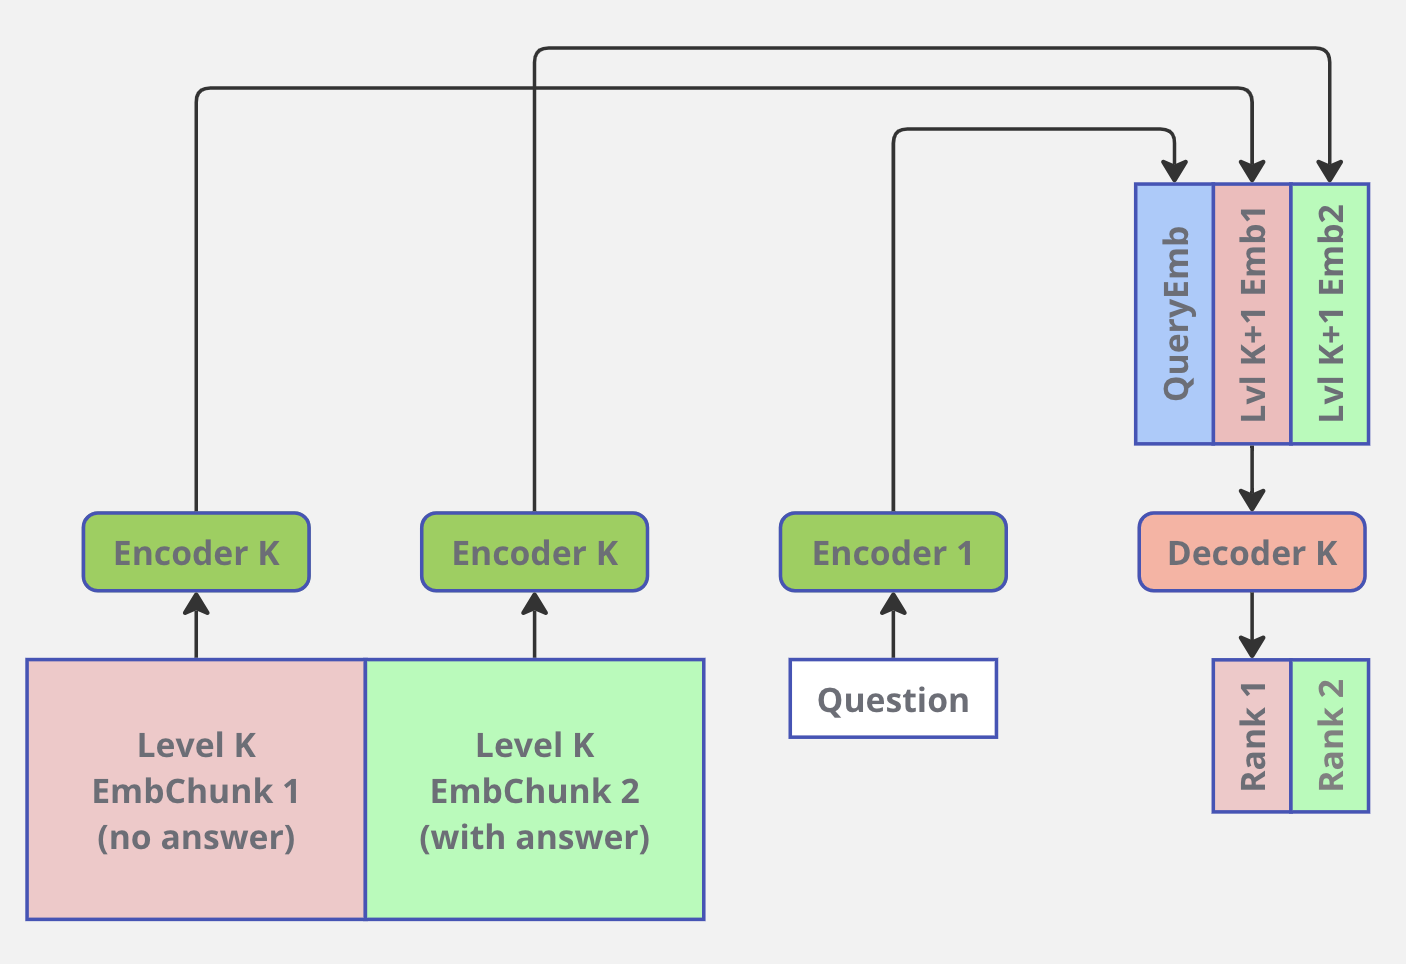 QueryEmb
Lvl K+1 Emb1
Lvl K+1 Emb2
Encoder K
Encoder K
Encoder 1
Decoder K
Level K
EmbChunk 1
(no answer)
Level K
EmbChunk 2
(with answer)
Question
Rank 1
Rank 2